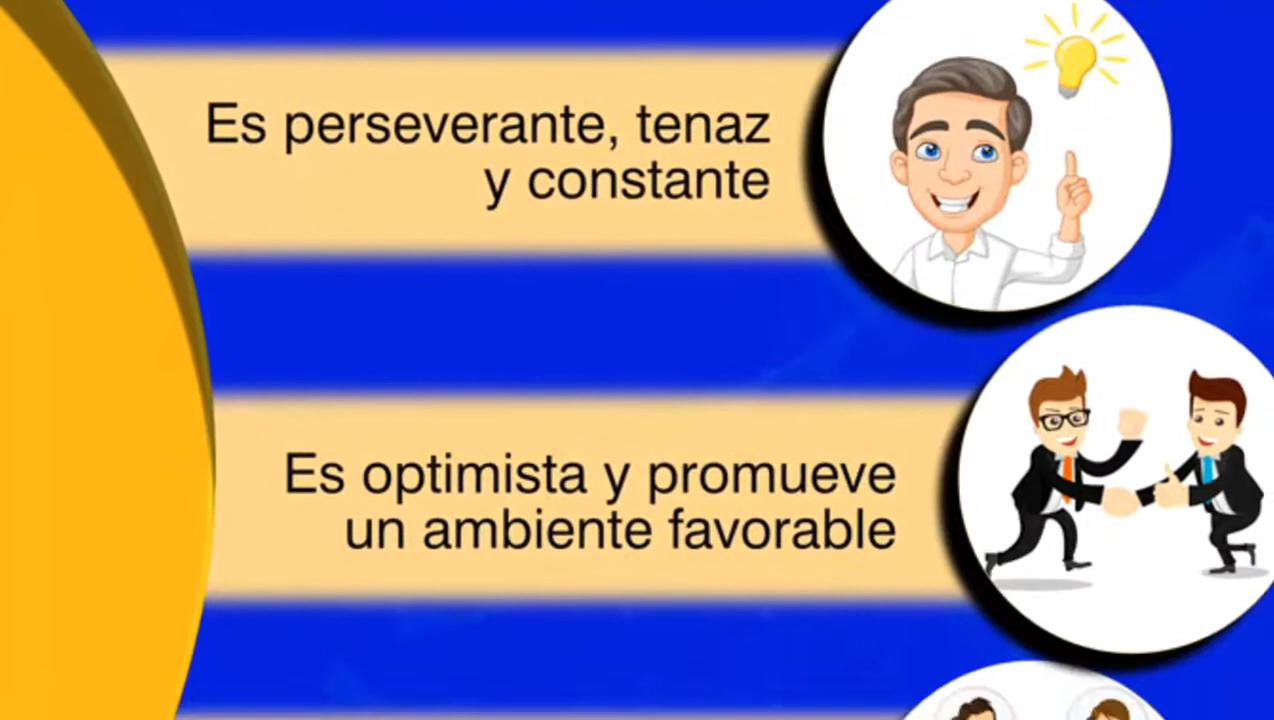 Es perseverante, tenaz
y constante
Es optimista y promueve
un ambiente favorable